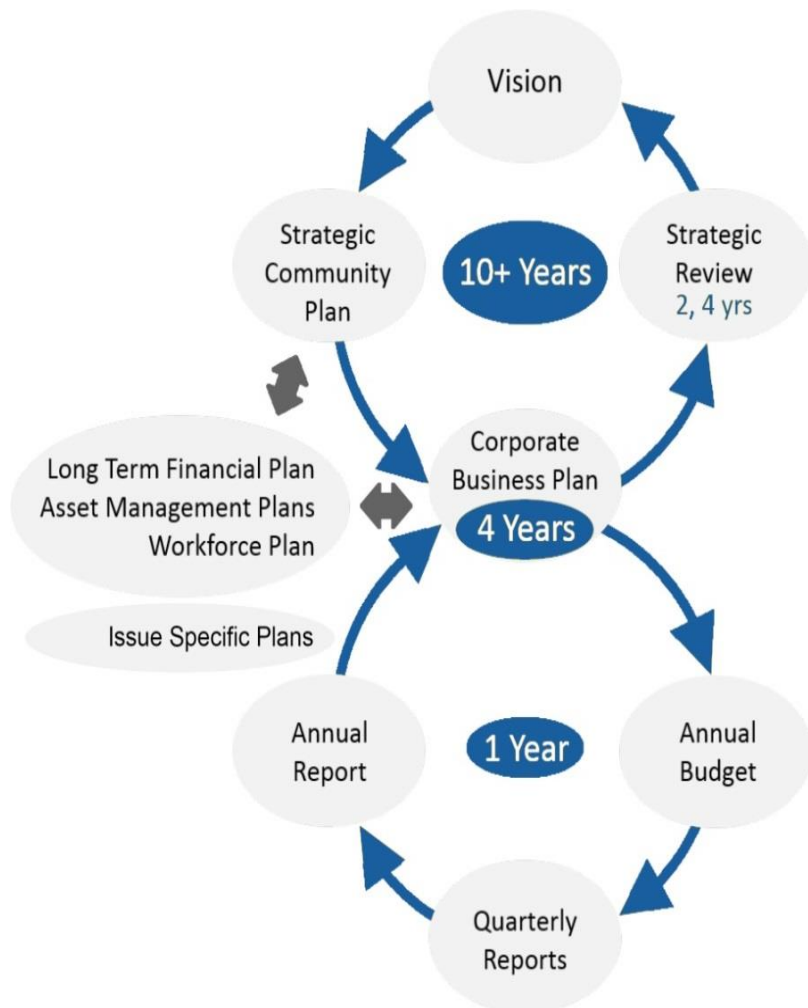 Vision
Strategic
Community
Plan
10+ Years
Strategic
Review
2, 4 yrs
Long Term Financial Plan
Asset Management Plans
Workforce Plan
Corporate
Business Plan
4 Years
Issue Specific Plans
Annual
Report
1 Year
Annual
Budget
Quarterly
Reports